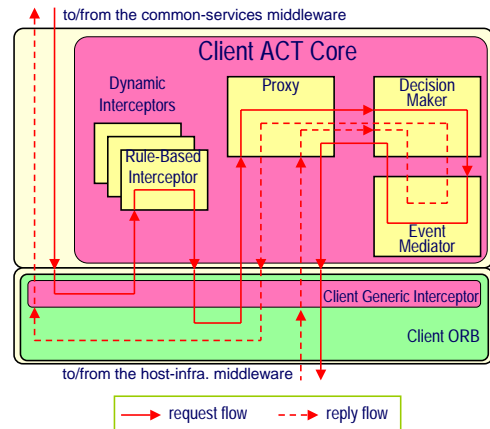 to/from the common-services middleware
Client ACT Core
Dynamic
Interceptors
Proxy
Decision
Maker
Rule-Based
Interceptor
Event
Mediator
Client Generic Interceptor
Client ORB
to/from the host-infra. middleware
request flow
reply flow